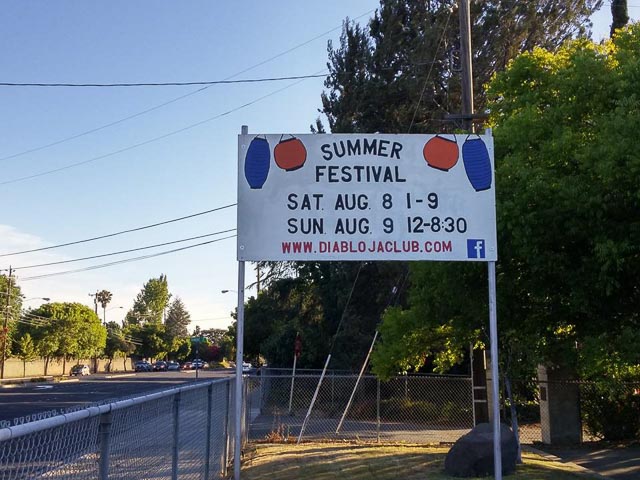 SUMMER
FESTIVAL
SAT. AUG. 8 1-9
SUN. AUG. 9 12-8:30
WWW.DIABLOJACLUB.COM f